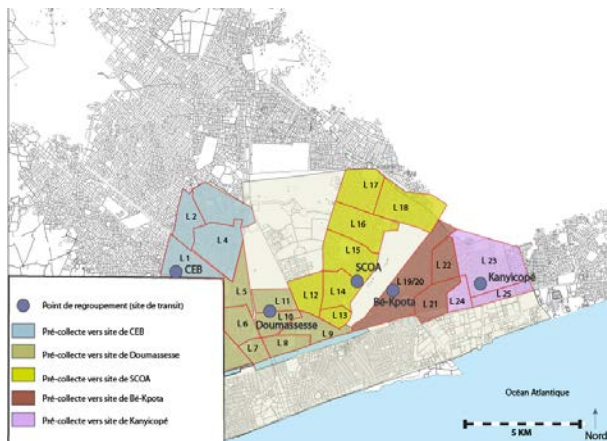 L 17
L 18
L 2
L 16
L 4
L 15
L 1
L 22
L 23
CEB
SCOA
Kanyicopé
L 5
L 14
L 19/20
L 12
L 11
Bé-Kpota
L 25
L 24
L 10
L 21
L 13
L 6
Doumassesse
L 9
L 8
L 7
Point de regroupement (site de transit)
Pré-collecte vers site de CEB
Pré-collecte vers site de Doumassesse
Pré-collecte vers site de SCOA
Pré-collecte vers site de Bé-Kpota
Pré-collecte vers site de Kanyicopé
Océan Atlantique
5 KM
Nord